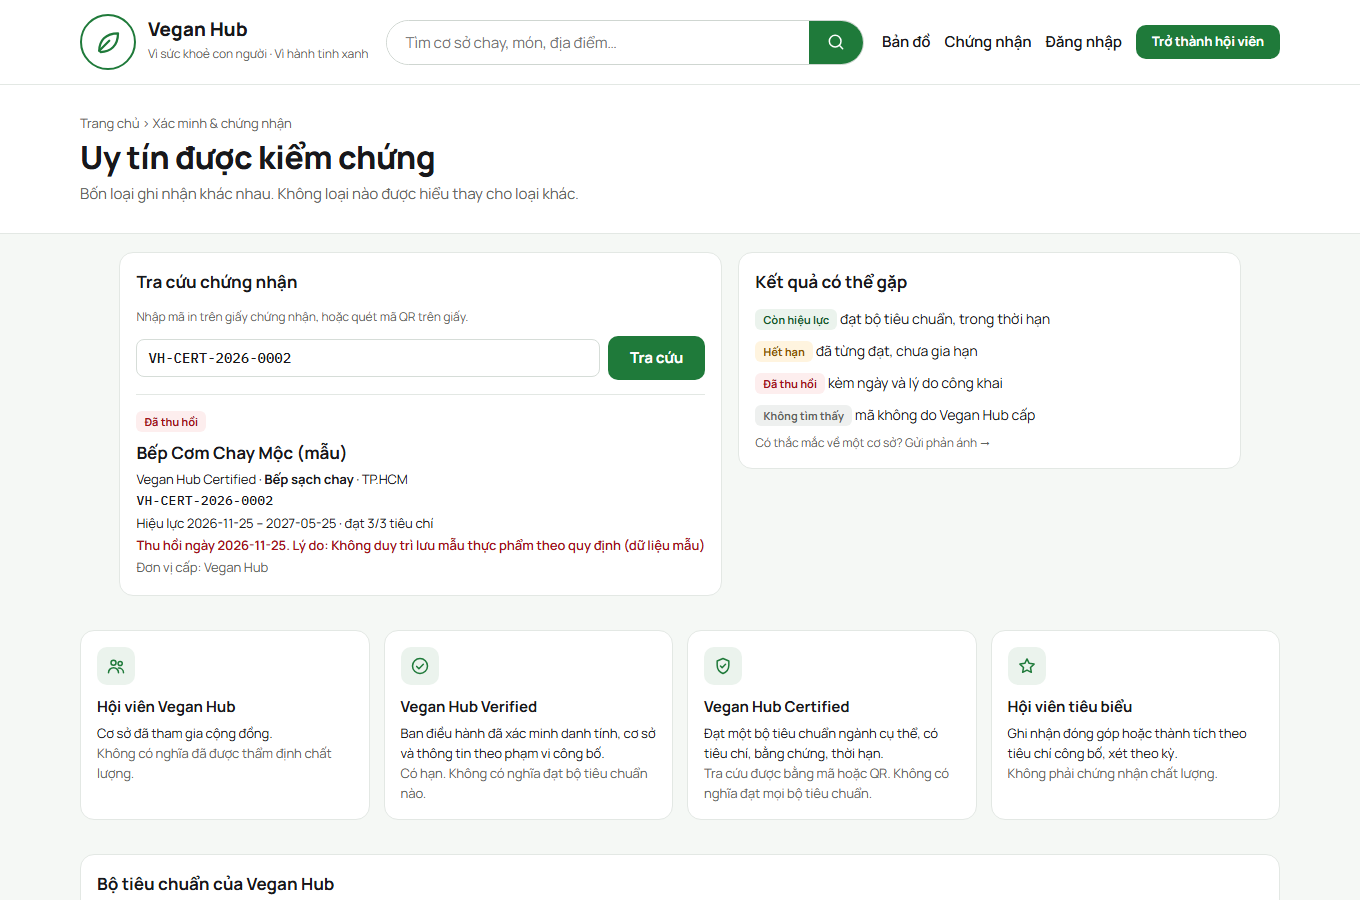 Vegan Hub
Vì sức khoẻ con người · Vì hành tinh xanh
Tìm cơ sở chay, món, địa điểm...
Bản đồ
Chứng nhận
Đăng nhập
Trở thành hội viên
Trang chủ › Xác minh & chứng nhận
Uy tín được kiểm chứng
Bốn loại ghi nhận khác nhau. Không loại nào được hiểu thay cho loại khác.
Tra cứu chứng nhận
Nhập mã in trên giấy chứng nhận, hoặc quét mã QR trên giấy.
VH-CERT-2026-0002
Tra cứu
Đã thu hồi
Bếp Cơm Chay Mộc (mẫu)
Vegan Hub Certified · Bếp sạch chay · TP.HCM
VH-CERT-2026-0002
Hiệu lực 2026-11-25 – 2027-05-25 · đạt 3/3 tiêu chí
Thu hồi ngày 2026-11-25. Lý do: Không duy trì lưu mẫu thực phẩm theo quy định (dữ liệu mẫu)
Đơn vị cấp: Vegan Hub
Kết quả có thể gặp
Còn hiệu lực đạt bộ tiêu chuẩn, trong thời hạn
Hết hạn đã từng đạt, chưa gia hạn
Đã thu hồi kèm ngày và lý do công khai
Không tìm thấy mã không do Vegan Hub cấp
Có thắc mắc về một cơ sở? Gửi phản ánh →
Hội viên Vegan Hub
Cơ sở đã tham gia cộng đồng.
Không có nghĩa đã được thẩm định chất
lượng.
Vegan Hub Verified
Ban điều hành đã xác minh danh tính, cơ sở
và thông tin theo phạm vi công bố.
Có hạn. Không có nghĩa đạt bộ tiêu chuẩn
nào.
Vegan Hub Certified
Đạt một bộ tiêu chuẩn ngành cụ thể, có
tiêu chí, bằng chứng, thời hạn.
Tra cứu được bằng mã hoặc QR. Không có
nghĩa đạt mọi bộ tiêu chuẩn.
Hội viên tiêu biểu
Ghi nhận đóng góp hoặc thành tích theo
tiêu chí công bố, xét theo kỳ.
Không phải chứng nhận chất lượng.
Bộ tiêu chuẩn của Vegan Hub